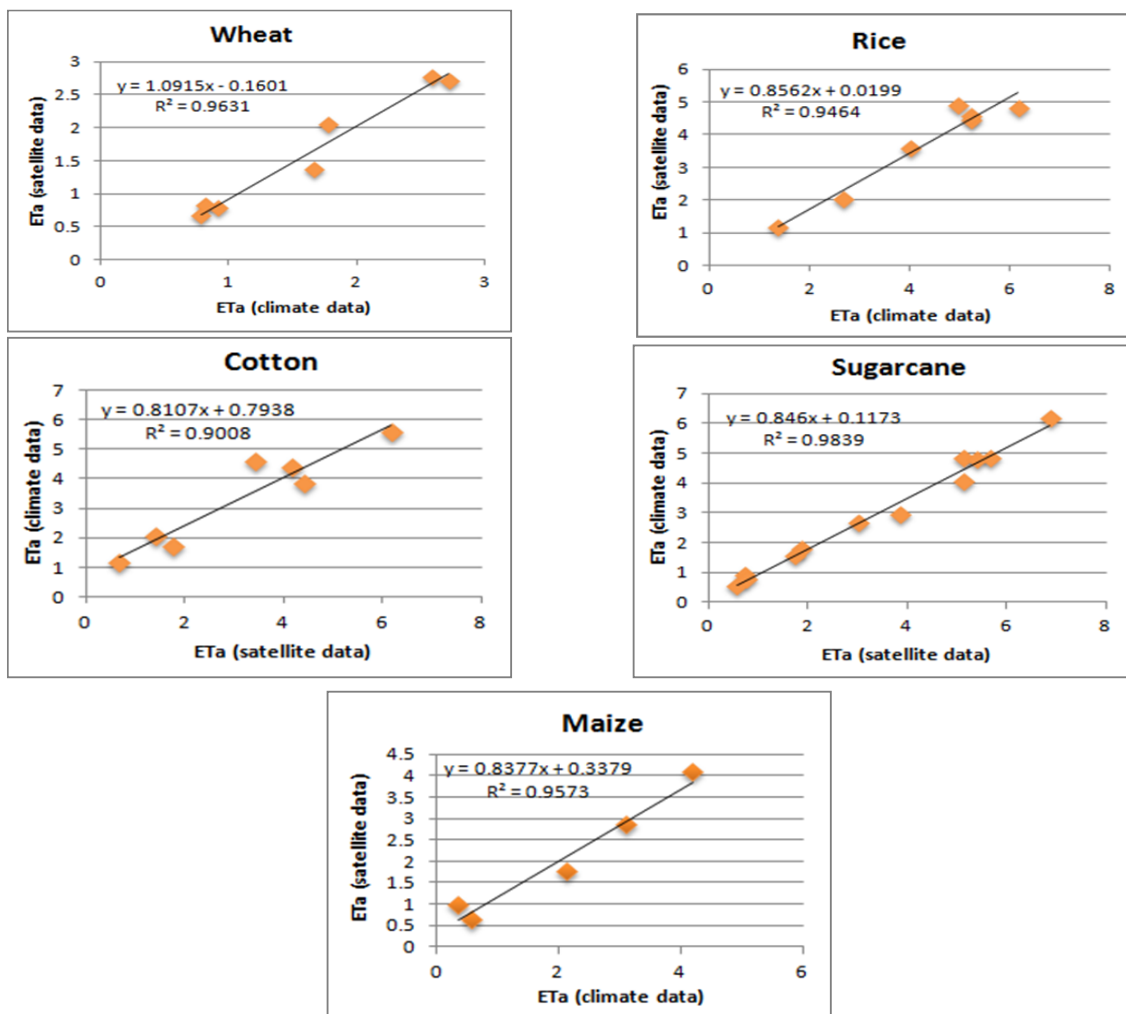 Wheat
y = 1.0915x - 0.1601
R² = 0.9631
3
2.5
2
1.5
1
0.5
0
0 1 2 3
ETa (satellite data)
ETa (climate data)
Rice
y = 0.8562x + 0.0199
R² = 0.9464
6
5
4
3
2
1
0
0 2 4 6 8
ETa (satellite data)
ETa (climate data)
Cotton
y = 0.8107x + 0.7938
R² = 0.9008
7
6
5
4
3
2
1
0
0 2 4 6 8
ETa (climate data)
ETa (satellite data)
Sugarcane
y = 0.846x + 0.1173
R² = 0.9839
7
6
5
4
3
2
1
0
0 2 4 6 8
ETa (climate data)
ETa (satellite data)
Maize
y = 0.8377x + 0.3379
R² = 0.9573
4.5
4
3.5
3
2.5
2
1.5
1
0.5
0
0 2 4 6
ETa (satellite data)
ETa (climate data)